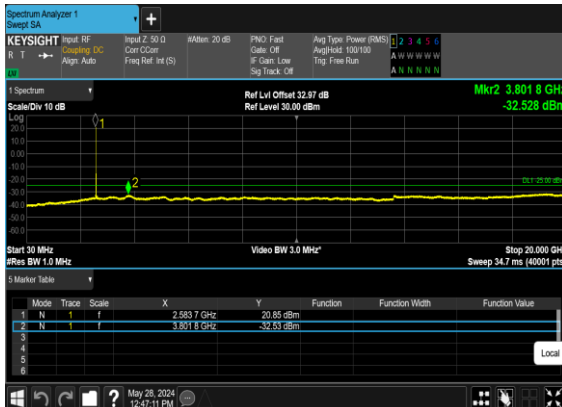 Spectrum Analyzer 1
Swept SA
+
KEYSIGHT Input: RF
R T Coupling: DC
Align: Auto
LXI
Input Z: 50 Ω
Corr CCorr
Freq Ref: Int (S)
#Atten: 20 dB
PNO: Fast
Gate: Off
IF Gain: Low
Sig Track: Off
Avg Type: Power (RMS)
Avg|Hold: 100/100
Trig: Free Run
1 2 3 4 5 6
A W W W W W
A N N N N N
1 Spectrum
Scale/Div 10 dB
Ref Lvl Offset 32.97 dB
Ref Level 30.00 dBm
Mkr2 3.801 8 GHz
-32.528 dBm
Log
1
20.0
10.0
0.00
-10.0
-20.0
DL1 -25.00 dBm
2
-30.0
-40.0
-50.0
-60.0
Start 30 MHz
#Res BW 1.0 MHz
Video BW 3.0 MHz*
Stop 20.000 GHz
Sweep 34.7 ms (40001 pts)
5 Marker Table
Mode Trace Scale X Y Function Function Width Function Value
1 N 1 f 2.583 7 GHz 20.85 dBm
2 N 1 f 3.801 8 GHz -32.53 dBm
3
4
5
6
Local
?
May 28, 2024
12:47:11 PM